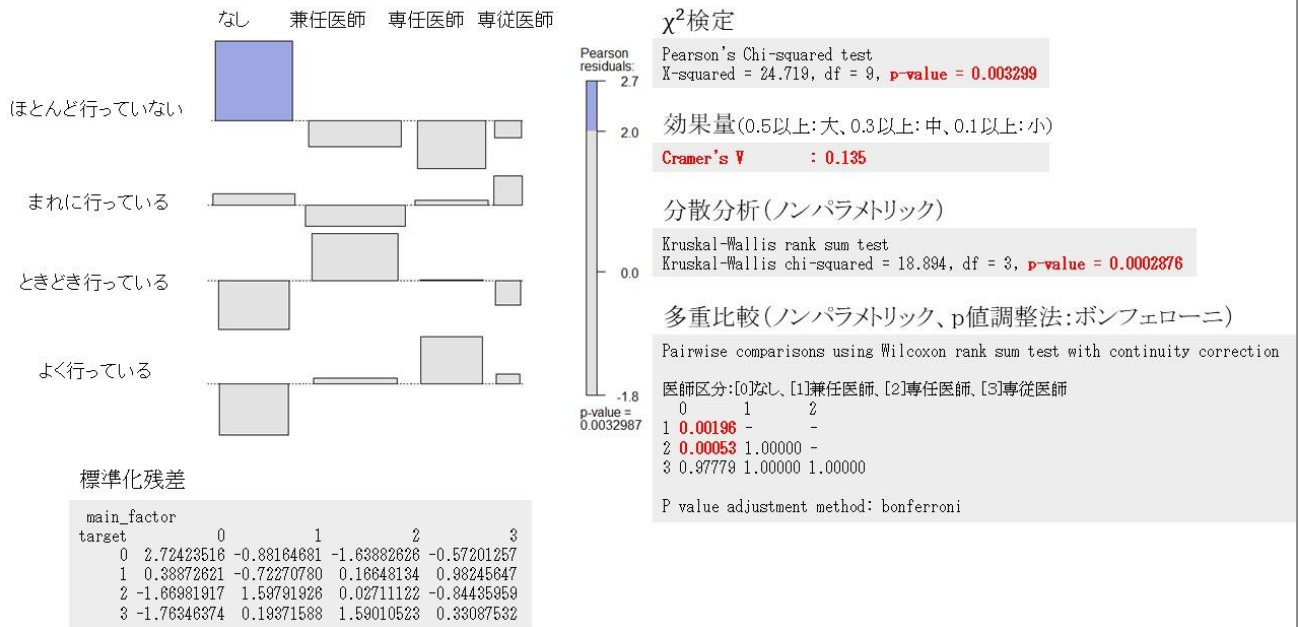 なし 兼任医師 専任医師 専従医師
ほとんど行っていない
まれに行っている
ときどき行っている
よく行っている
Pearson
residuals:
2.7
2.0
0.0
-1.8
p-value =
0.0032987
標準化残差
main_factor
target 0 1 2 3
0 2.72423516 -0.88164681 -1.63882626 -0.57201257
1 0.38872621 -0.72270780 0.16648134 0.98245647
2 -1.66981917 1.59791926 0.02711122 -0.84435959
3 -1.76346374 0.19371588 1.59010523 0.33087532
χ²検定
Pearson's Chi-squared test
X-squared = 24.719, df = 9, p-value = 0.003299
効果量(0.5以上:大、0.3以上:中、0.1以上:小)
Cramer's V : 0.135
分散分析(ノンパラメトリック)
Kruskal-Wallis rank sum test
Kruskal-Wallis chi-squared = 18.894, df = 3, p-value = 0.0002876
多重比較(ノンパラメトリック、p値調整法:ボンフェローニ)
Pairwise comparisons using Wilcoxon rank sum test with continuity correction
医師区分:[0]なし、[1]兼任医師、[2]専任医師、[3]専従医師
0 1 2
1 0.00196 - -
2 0.00053 1.00000 -
3 0.97779 1.00000 1.00000
P value adjustment method: bonferroni